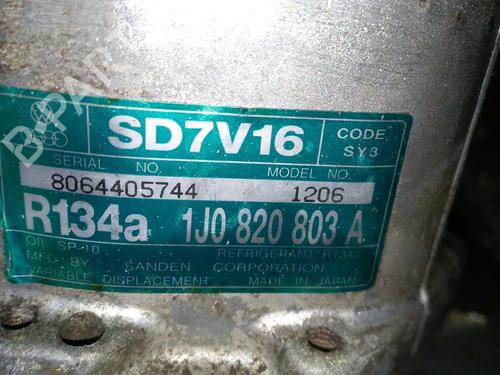 B-PARTS
SD7V16
CODE
SY3
SERIAL NO.
MODEL NO.
8064405744
1206
R134a
1J0 820 803 A
OIL SP-10
REFRIGERANT R134a
MFD BY
SANDEN CORPORATION
VARIABLE DISPLACEMENT
MADE IN JAPAN